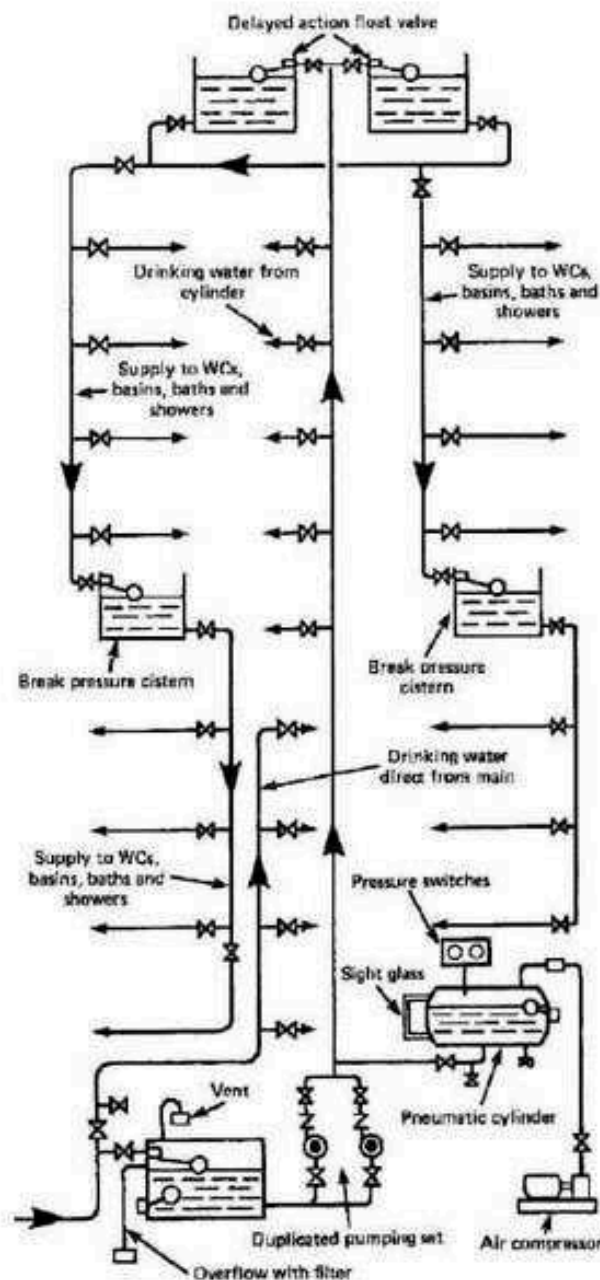 Delayed action float valve
Drinking water from
cylinder
Supply to WCs,
basins, baths and
showers
Supply to WCs,
basins, baths and
showers
Break pressure cistern
Break pressure
cistern
Drinking water
direct from main
Supply to WCs,
basins, baths and
showers
Pressure switches
Sight glass
Vent
Pneumatic cylinder
Duplicated pumping set
Air compressor
Overflow with filter